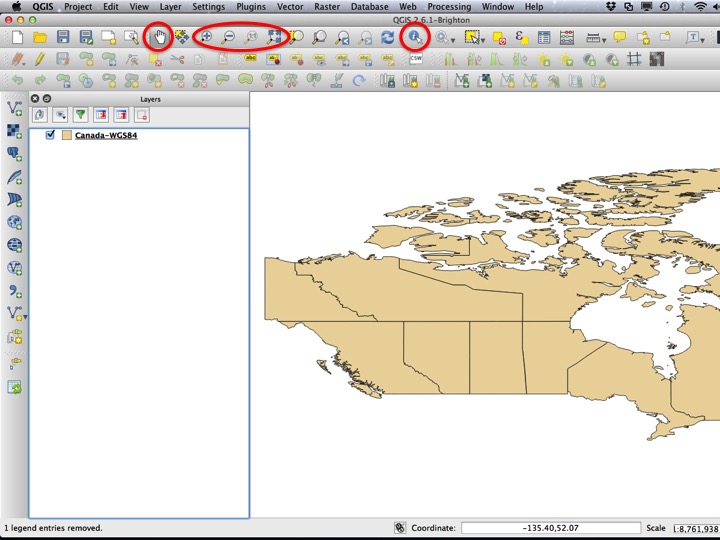 QGIS Project Edit View Layer Settings Plugins Vector Raster Database Web Processing Window Help
QGIS 2.6.1-Brighton
CSW
Layers
Canada-WGS84
1 legend entries removed.
Coordinate: -135.40,52.07 Scale 1:8,761,938